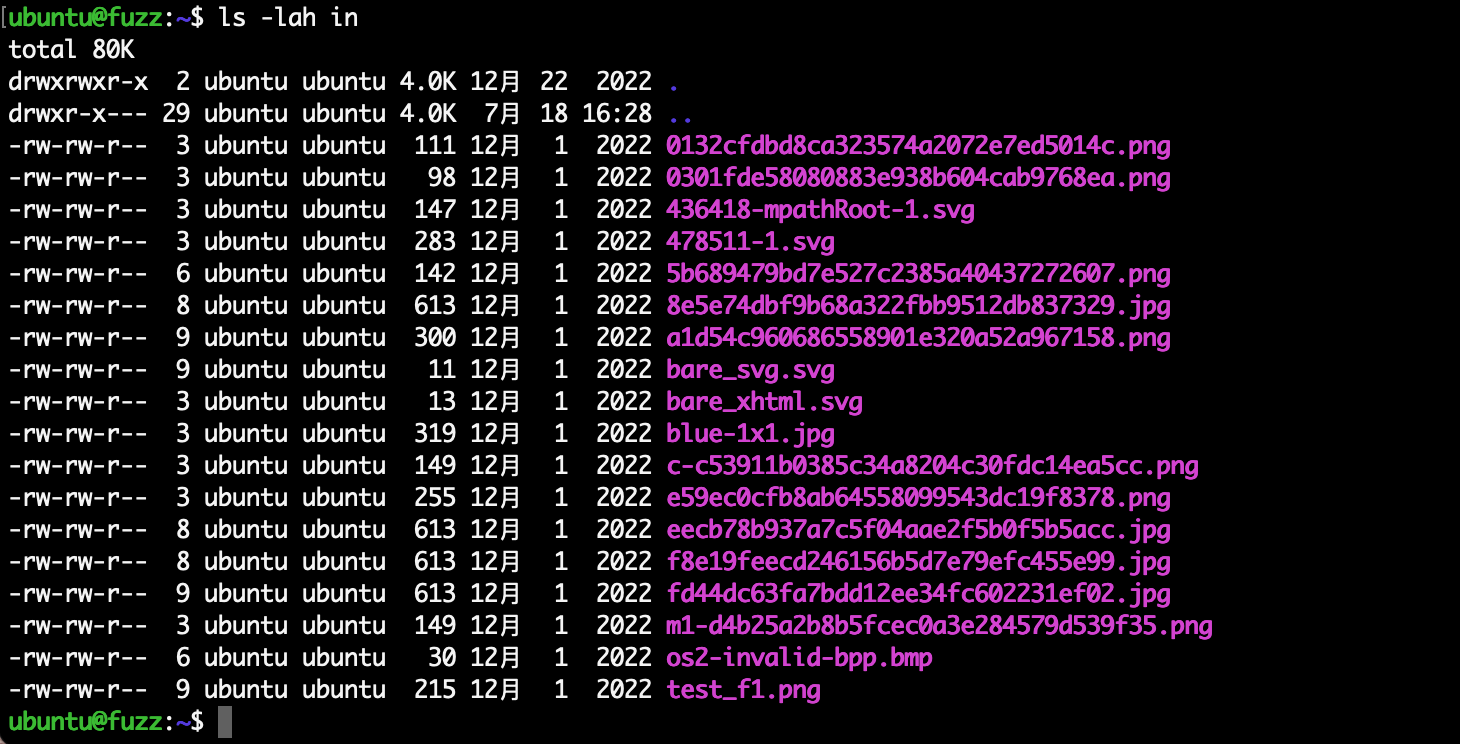 [ubuntu@fuzz:~$ ls -lah in
total 80K
drwxrwxr-x  2 ubuntu ubuntu 4.0K 12月 22  2022 .
drwxr-x--- 29 ubuntu ubuntu 4.0K  7月 18 16:28 ..
-rw-rw-r--  3 ubuntu ubuntu  111 12月  1  2022 0132cfdbd8ca323574a2072e7ed5014c.png
-rw-rw-r--  3 ubuntu ubuntu   98 12月  1  2022 0301fde58080883e938b604cab9768ea.png
-rw-rw-r--  3 ubuntu ubuntu  147 12月  1  2022 436418-mpathRoot-1.svg
-rw-rw-r--  3 ubuntu ubuntu  283 12月  1  2022 478511-1.svg
-rw-rw-r--  6 ubuntu ubuntu  142 12月  1  2022 5b689479bd7e527c2385a40437272607.png
-rw-rw-r--  8 ubuntu ubuntu  613 12月  1  2022 8e5e74dbf9b68a322fbb9512db837329.jpg
-rw-rw-r--  9 ubuntu ubuntu  300 12月  1  2022 a1d54c960686558901e320a52a967158.png
-rw-rw-r--  9 ubuntu ubuntu   11 12月  1  2022 bare_svg.svg
-rw-rw-r--  3 ubuntu ubuntu   13 12月  1  2022 bare_xhtml.svg
-rw-rw-r--  3 ubuntu ubuntu  319 12月  1  2022 blue-1x1.jpg
-rw-rw-r--  3 ubuntu ubuntu  149 12月  1  2022 c-c53911b0385c34a8204c30fdc14ea5cc.png
-rw-rw-r--  3 ubuntu ubuntu  255 12月  1  2022 e59ec0cfb8ab64558099543dc19f8378.png
-rw-rw-r--  8 ubuntu ubuntu  613 12月  1  2022 eecb78b937a7c5f04aae2f5b0f5b5acc.jpg
-rw-rw-r--  8 ubuntu ubuntu  613 12月  1  2022 f8e19feecd246156b5d7e79efc455e99.jpg
-rw-rw-r--  9 ubuntu ubuntu  613 12月  1  2022 fd44dc63fa7bdd12ee34fc602231ef02.jpg
-rw-rw-r--  3 ubuntu ubuntu  149 12月  1  2022 m1-d4b25a2b8b5fcec0a3e284579d539f35.png
-rw-rw-r--  6 ubuntu ubuntu   30 12月  1  2022 os2-invalid-bpp.bmp
-rw-rw-r--  9 ubuntu ubuntu  215 12月  1  2022 test_f1.png
ubuntu@fuzz:~$